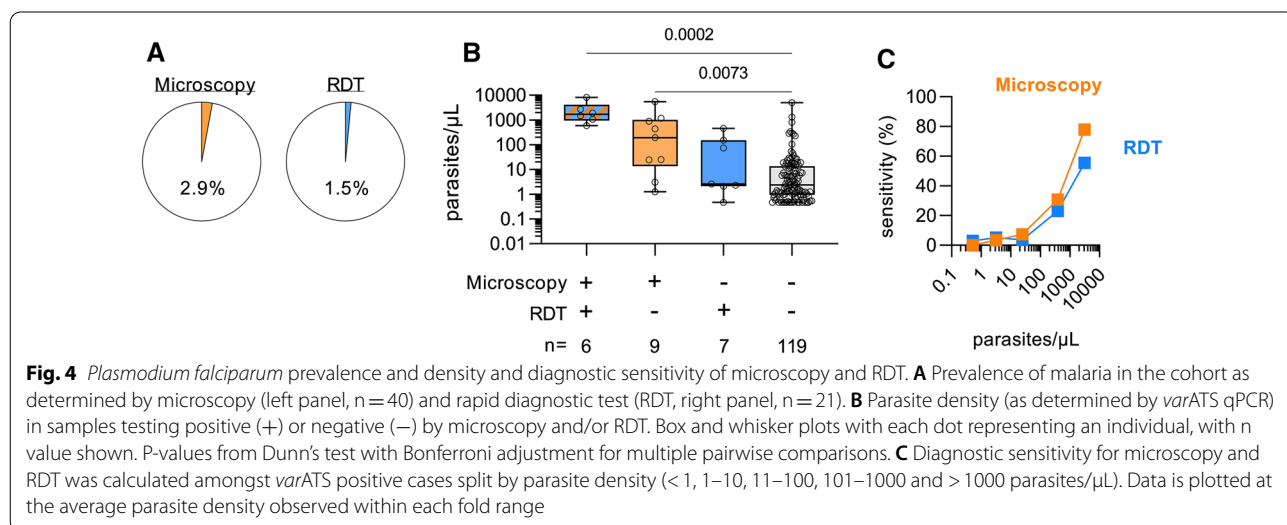 A
Microscopy
RDT
2.9%
1.5%
B
0.0002
0.0073
parasites/µL
10000
1000
100
10
1
0.1
0.01
Microscopy + + - -
RDT + - + -
n= 6 9 7 119
C
Microscopy
RDT
sensitivity (%)
100
80
60
40
20
0
0.1 1 10 100 1000 10000
parasites/µL
Fig. 4 Plasmodium falciparum prevalence and density and diagnostic sensitivity of microscopy and RDT. A Prevalence of malaria in the cohort as
determined by microscopy (left panel, n = 40) and rapid diagnostic test (RDT, right panel, n = 21). B Parasite density (as determined by varATS qPCR)
in samples testing positive (+) or negative (−) by microscopy and/or RDT. Box and whisker plots with each dot representing an individual, with n
value shown. P-values from Dunn's test with Bonferroni adjustment for multiple pairwise comparisons. C Diagnostic sensitivity for microscopy and
RDT was calculated amongst varATS positive cases split by parasite density (< 1, 1–10, 11–100, 101–1000 and > 1000 parasites/µL). Data is plotted at
the average parasite density observed within each fold range